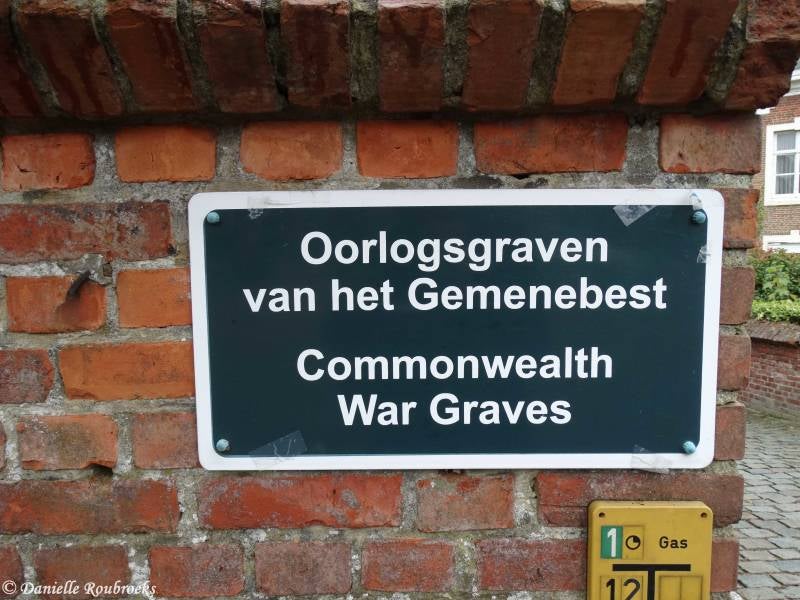 Oorlogsgraven
van het Gemenebest
Commonwealth
War Graves
1 Gas
12
© Danielle Roubroeks